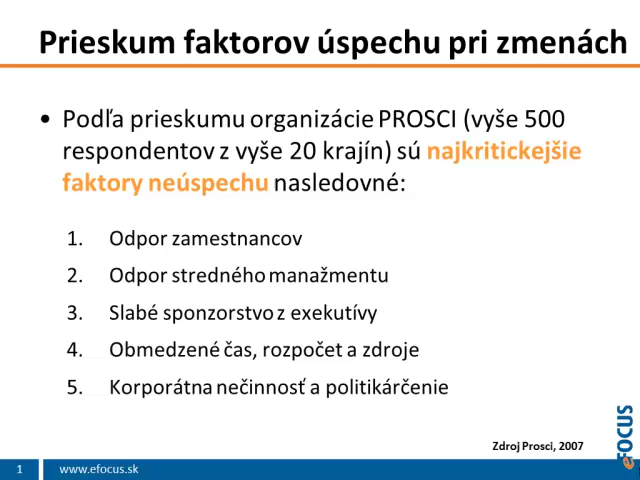 Prieskum faktorov úspechu pri zmenách
• Podľa prieskumu organizácie PROSCI (vyše 500
respondentov z vyše 20 krajín) sú najkritickejšie
faktory neúspechu nasledovné:
1. Odpor zamestnancov
2. Odpor stredného manažmentu
3. Slabé sponzorstvo z exekutívy
4. Obmedzené čas, rozpočet a zdroje
5. Korporátna nečinnosť a politikárčenie
Zdroj Prosci, 2007
eFOCUS
1 www.efocus.sk